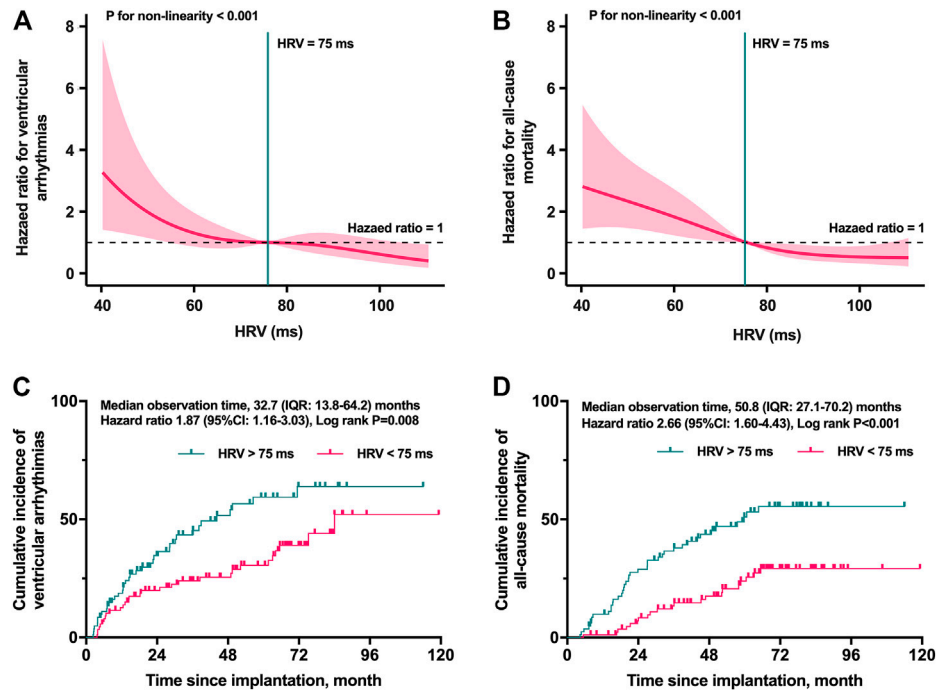 A
P for non-linearity < 0.001
HRV = 75 ms
Hazaed ratio = 1
Hazaed ratio for ventricular
arrhythmias
8
6
4
2
0
40
60
80
100
HRV (ms)
B
P for non-linearity < 0.001
HRV = 75 ms
Hazaed ratio = 1
Hazaed ratio for all-cause
mortality
8
6
4
2
0
40
60
80
100
HRV (ms)
C
Median observation time, 32.7 (IQR: 13.8-64.2) months
Hazard ratio 1.87 (95%CI: 1.16-3.03), Log rank P=0.008
HRV > 75 ms
HRV < 75 ms
Cumulative incidence of
ventricular arrhythimias
100
50
0
0
24
48
72
96
120
Time since implantation, month
D
Median observation time, 50.8 (IQR: 27.1-70.2) months
Hazard ratio 2.66 (95%CI: 1.60-4.43), Log rank P<0.001
HRV > 75 ms
HRV < 75 ms
Cumulative incidence of
all-cause mortality
100
50
0
0
24
48
72
96
120
Time since implantation, month